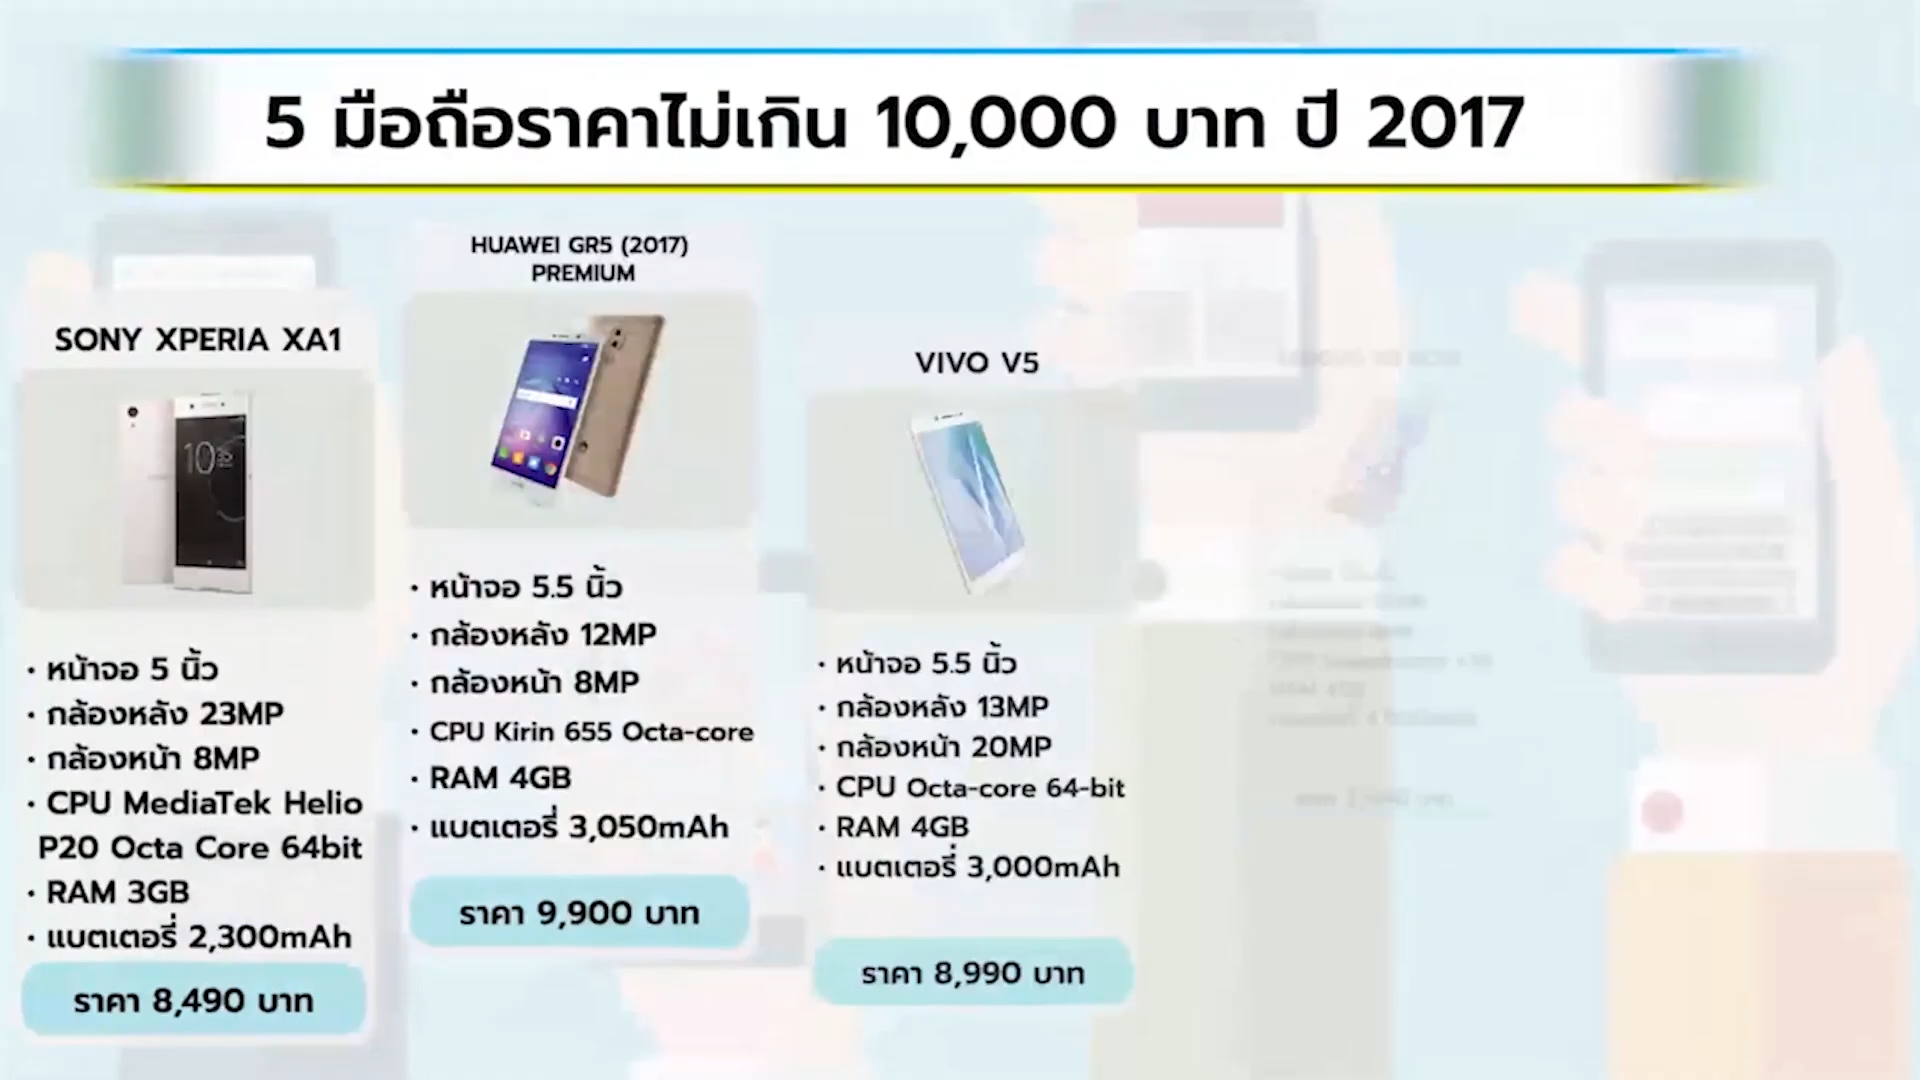 5 มือถือราคาไม่เกิน 10,000 บาท ปี 2017
SONY XPERIA XA1
• หน้าจอ 5 นิ้ว
• กล้องหลัง 23MP
• กล้องหน้า 8MP
• CPU MediaTek Helio
P20 Octa Core 64bit
• RAM 3GB
• แบตเตอรี่ 2,300mAh
ราคา 8,490 บาท
HUAWEI GR5 (2017)
PREMIUM
• หน้าจอ 5.5 นิ้ว
• กล้องหลัง 12MP
• กล้องหน้า 8MP
• CPU Kirin 655 Octa-core
• RAM 4GB
• แบตเตอรี่ 3,050mAh
ราคา 9,900 บาท
VIVO V5
• หน้าจอ 5.5 นิ้ว
• กล้องหลัง 13MP
• กล้องหน้า 20MP
• CPU Octa-core 64-bit
• RAM 4GB
• แบตเตอรี่ 3,000mAh
ราคา 8,990 บาท